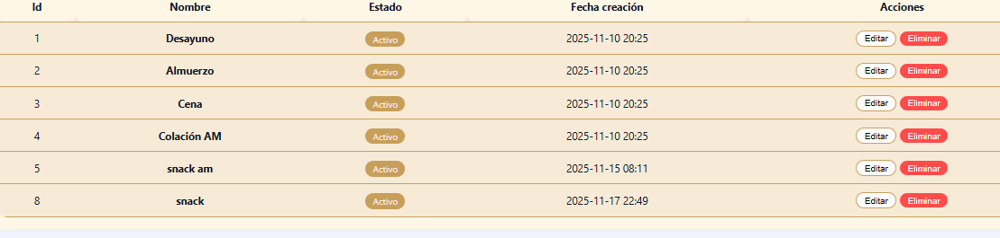 Id Nombre Estado Fecha creación Acciones
1 Desayuno Activo 2025-11-10 20:25 Editar Eliminar
2 Almuerzo Activo 2025-11-10 20:25 Editar Eliminar
3 Cena Activo 2025-11-10 20:25 Editar Eliminar
4 Colación AM Activo 2025-11-10 20:25 Editar Eliminar
5 snack am Activo 2025-11-15 08:11 Editar Eliminar
8 snack Activo 2025-11-17 22:49 Editar Eliminar